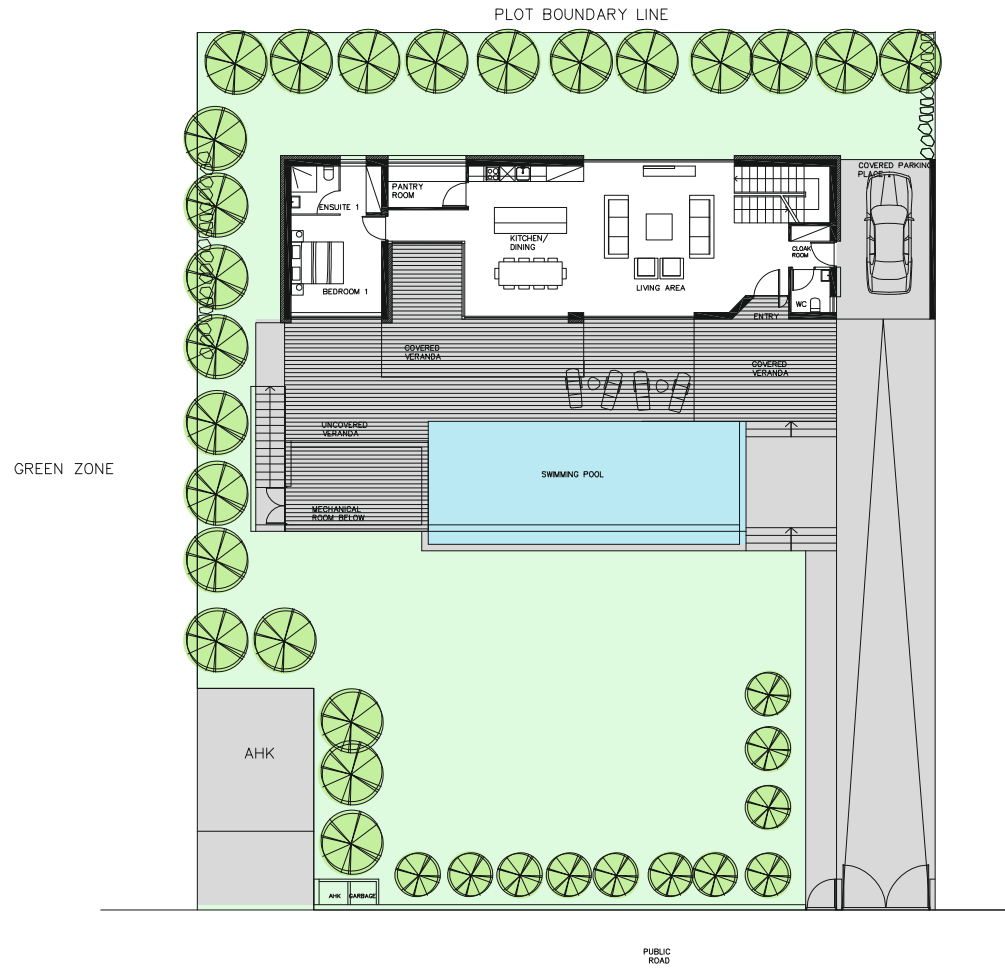 PLOT BOUNDARY LINE
COVERED PARKING
PLACE
PANTRY
ROOM
ENSUITE 1
KITCHEN/
DINING
CLOAK
ROOM
BEDROOM 1
LIVING AREA
WC
ENTRY
COVERED
VERANDA
COVERED
VERANDA
UNCOVERED
VERANDA
GREEN ZONE
SWIMMING POOL
MECHANICAL
ROOM BELOW
AHK
AHK
GARBAGE
PUBLIC
ROAD